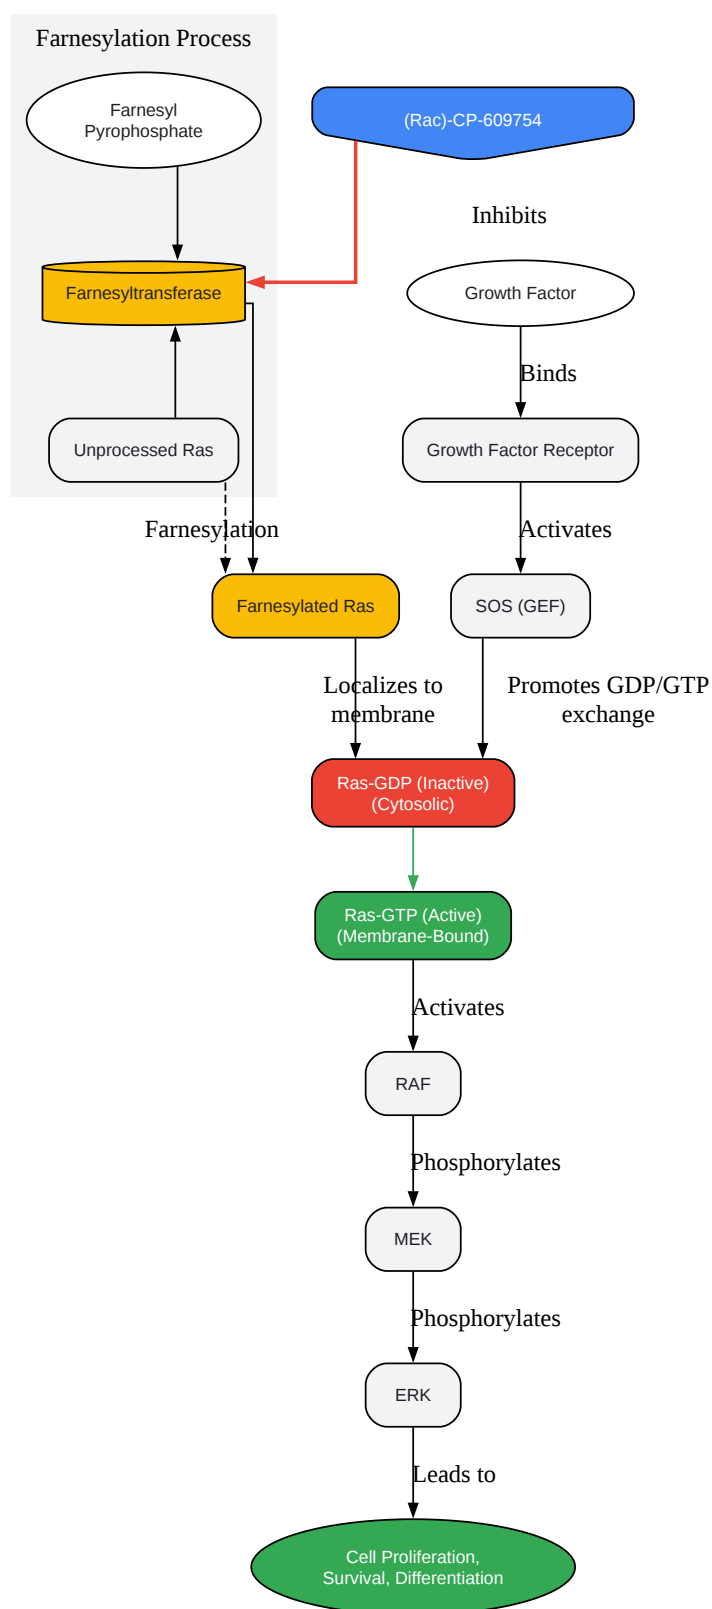 Farnesylation Process
Farnesyl
Pyrophosphate
(Rac)-CP-609754
Inhibits
Farnesyltransferase
Growth Factor
Binds
Unprocessed Ras
Growth Factor Receptor
Farnesylation
Activates
Farnesylated Ras
SOS (GEF)
Localizes to
membrane
Promotes GDP/GTP
exchange
Ras-GDP (Inactive)
(Cytosolic)
Ras-GTP (Active)
(Membrane-Bound)
Activates
RAF
Phosphorylates
MEK
Phosphorylates
ERK
Leads to
Cell Proliferation,
Survival, Differentiation